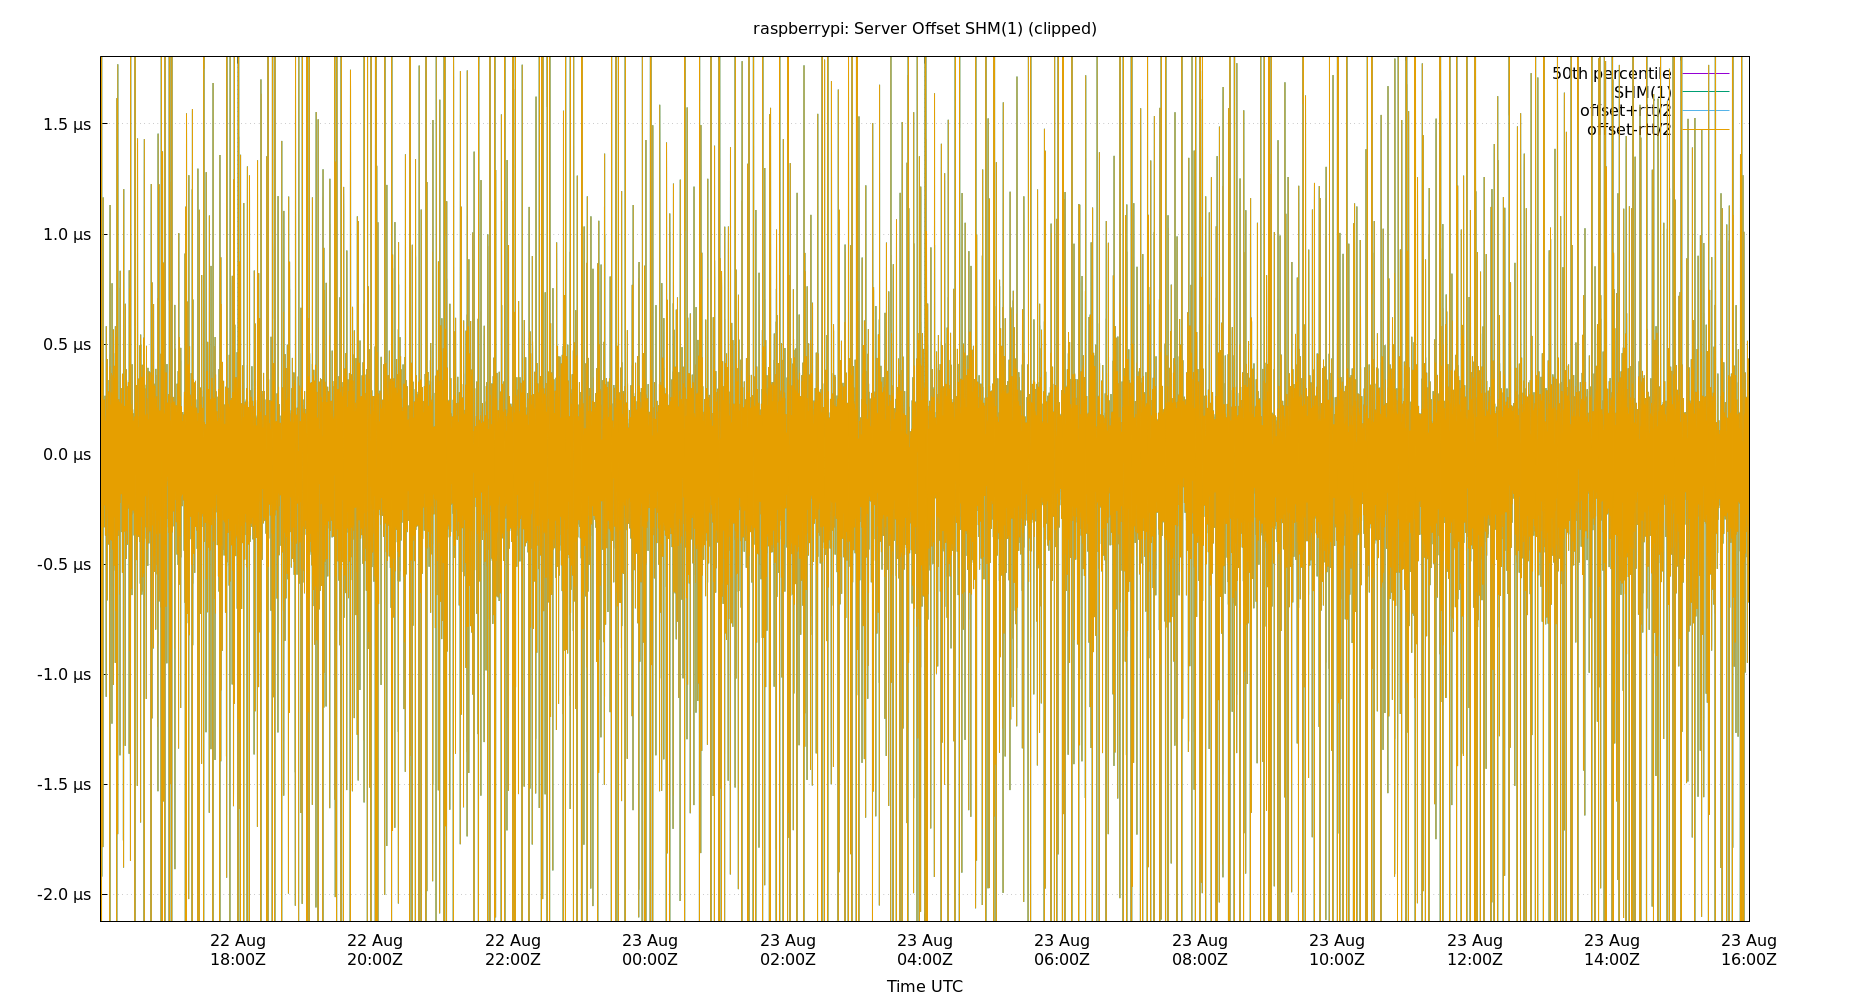 raspberrypi: Server Offset SHM(1) (clipped)
50th percentile
SHM(1)
offset+rtt/2
offset-rtt/2
1.5 µs
1.0 µs
0.5 µs
0.0 µs
-0.5 µs
-1.0 µs
-1.5 µs
-2.0 µs
22 Aug 22 Aug 22 Aug 23 Aug 23 Aug 23 Aug 23 Aug 23 Aug 23 Aug 23 Aug 23 Aug 23 Aug
18:00Z 20:00Z 22:00Z 00:00Z 02:00Z 04:00Z 06:00Z 08:00Z 10:00Z 12:00Z 14:00Z 16:00Z
Time UTC